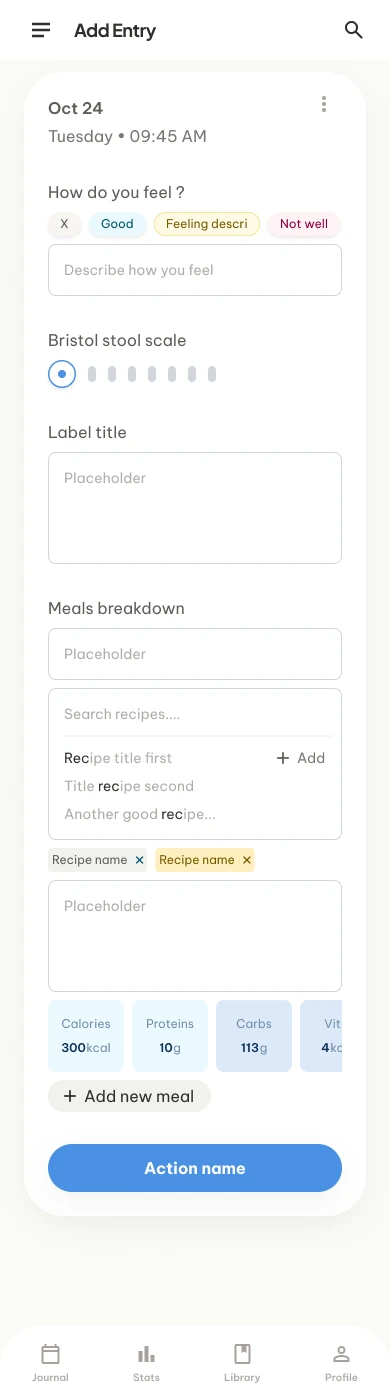 Add Entry
Oct 24
Tuesday • 09:45 AM
How do you feel ?
X Good Feeling descri Not well
Describe how you feel
Bristol stool scale
Label title
Placeholder
Meals breakdown
Placeholder
Search recipes....
Recipe title first + Add
Title recipe second
Another good recipe...
Recipe name × Recipe name ×
Placeholder
Calories Proteins Carbs Vit
300kcal 10g 113g 4kc
+ Add new meal
Action name
Journal Stats Library Profile